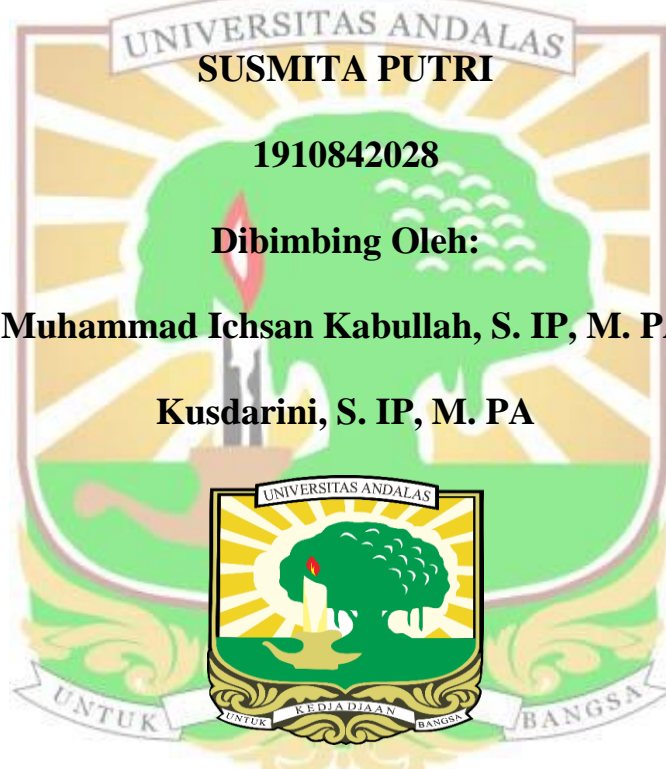 UNIVERSITAS ANDALAS
SUSMITA PUTRI
1910842028
Dibimbing Oleh:
Muhammad Ichsan Kabullah, S. IP, M. PA
Kusdarini, S. IP, M. PA
UNIVERSITAS ANDALAS
UNTUK KEDJADJAAN BANGSA
UNTUK BANGSA